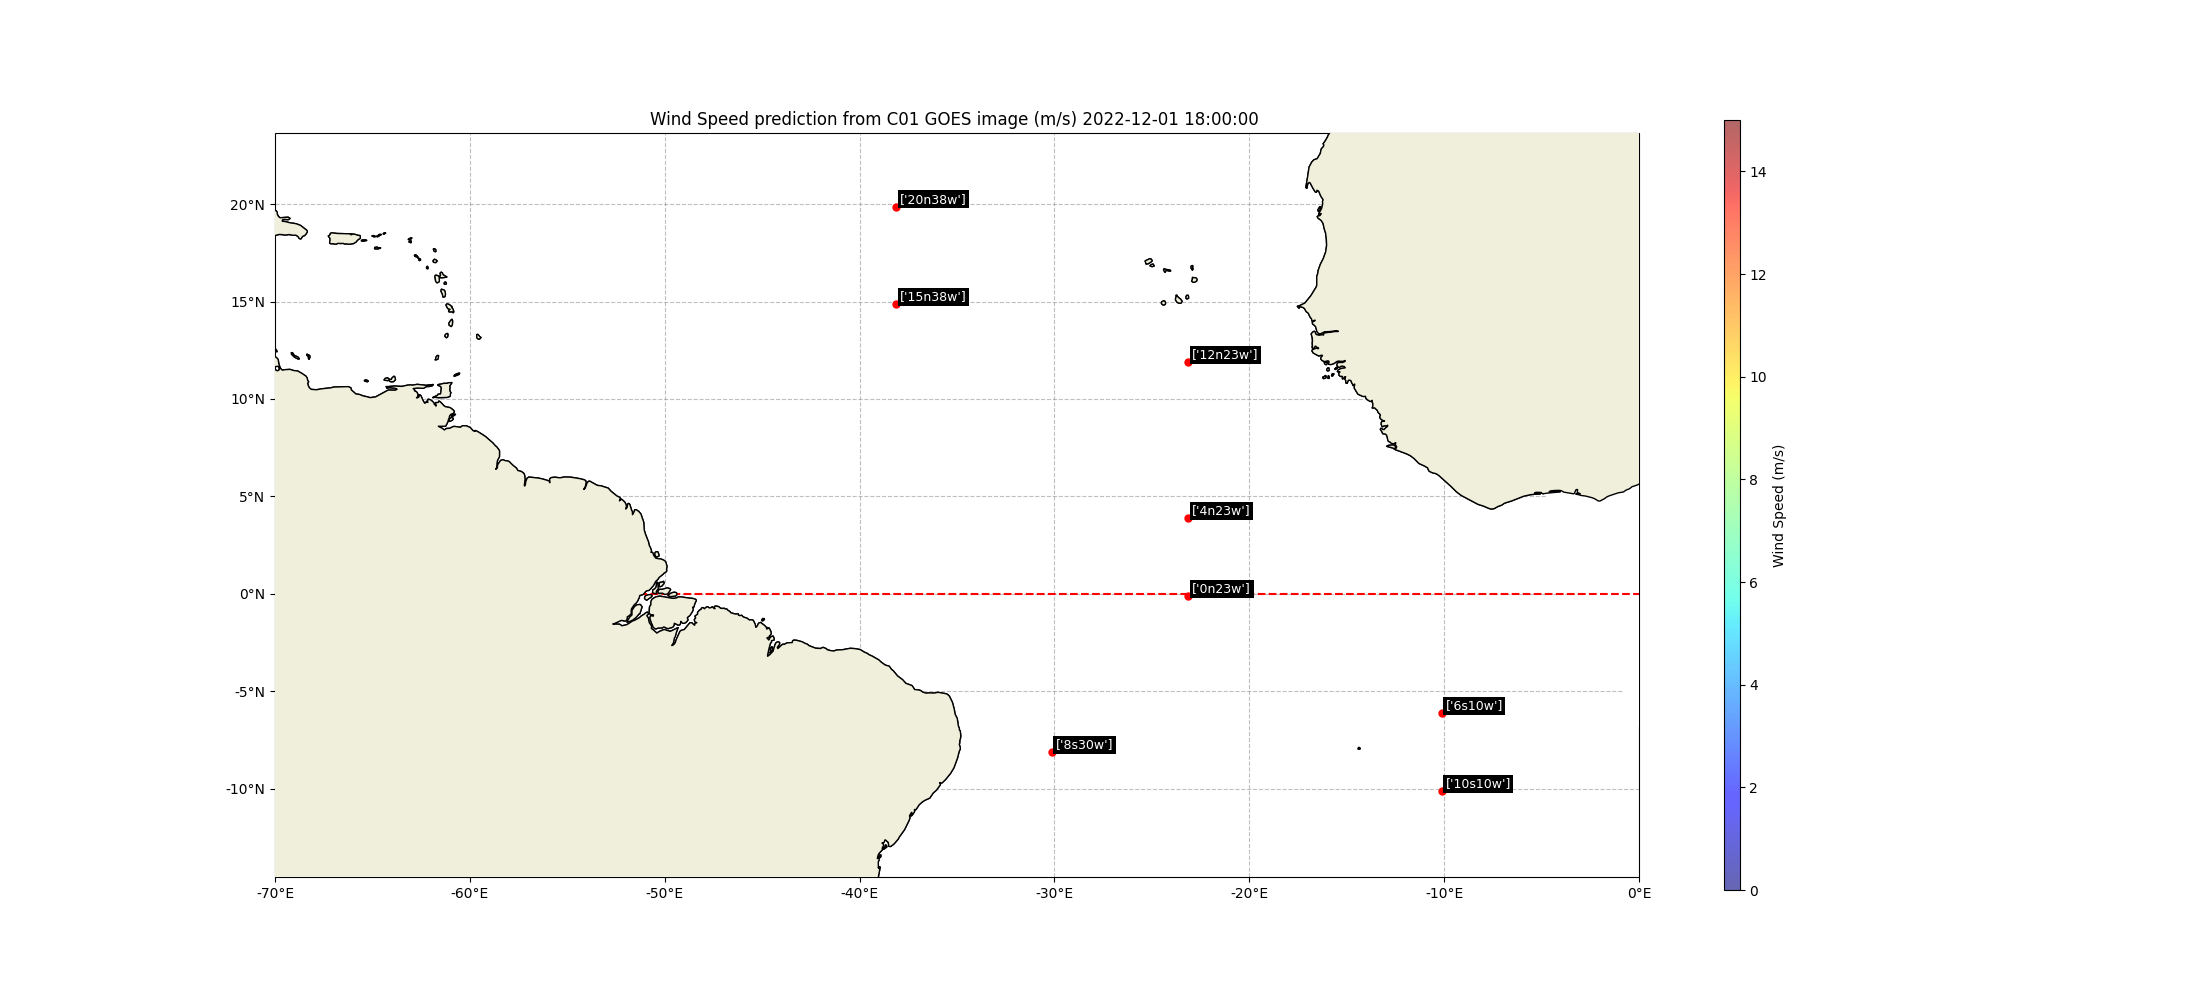 Wind Speed prediction from C01 GOES image (m/s) 2022-12-01 18:00:00
20°N
15°N
10°N
5°N
0°N
-5°N
-10°N
['20n38w']
['15n38w']
['12n23w']
['4n23w']
['0n23w']
['6s10w']
['8s30w']
['10s10w']
-70°E
-60°E
-50°E
-40°E
-30°E
-20°E
-10°E
0°E
14
12
10
8
6
4
2
0
Wind Speed (m/s)